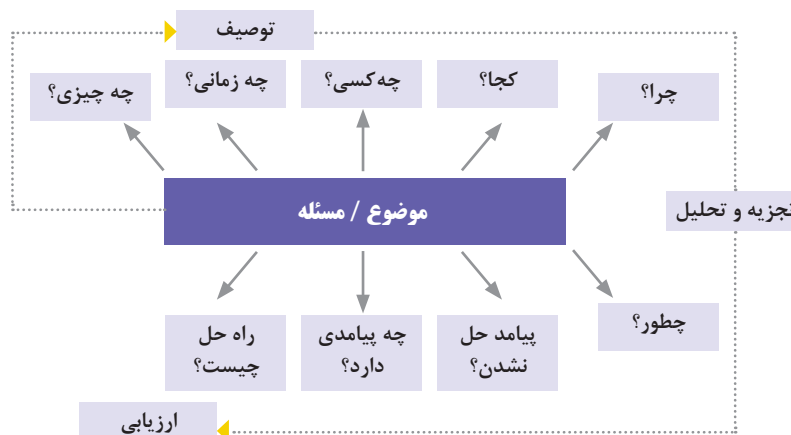 توصیف
چرا؟
کجا؟
چه کسی؟
چه زمانی؟
چه چیزی؟
موضوع / مسئله
تجزیه و تحلیل
چطور؟
پیامد حل
نشدن؟
چه پیامدی
دارد؟
راه حل
چیست؟
ارزیابی